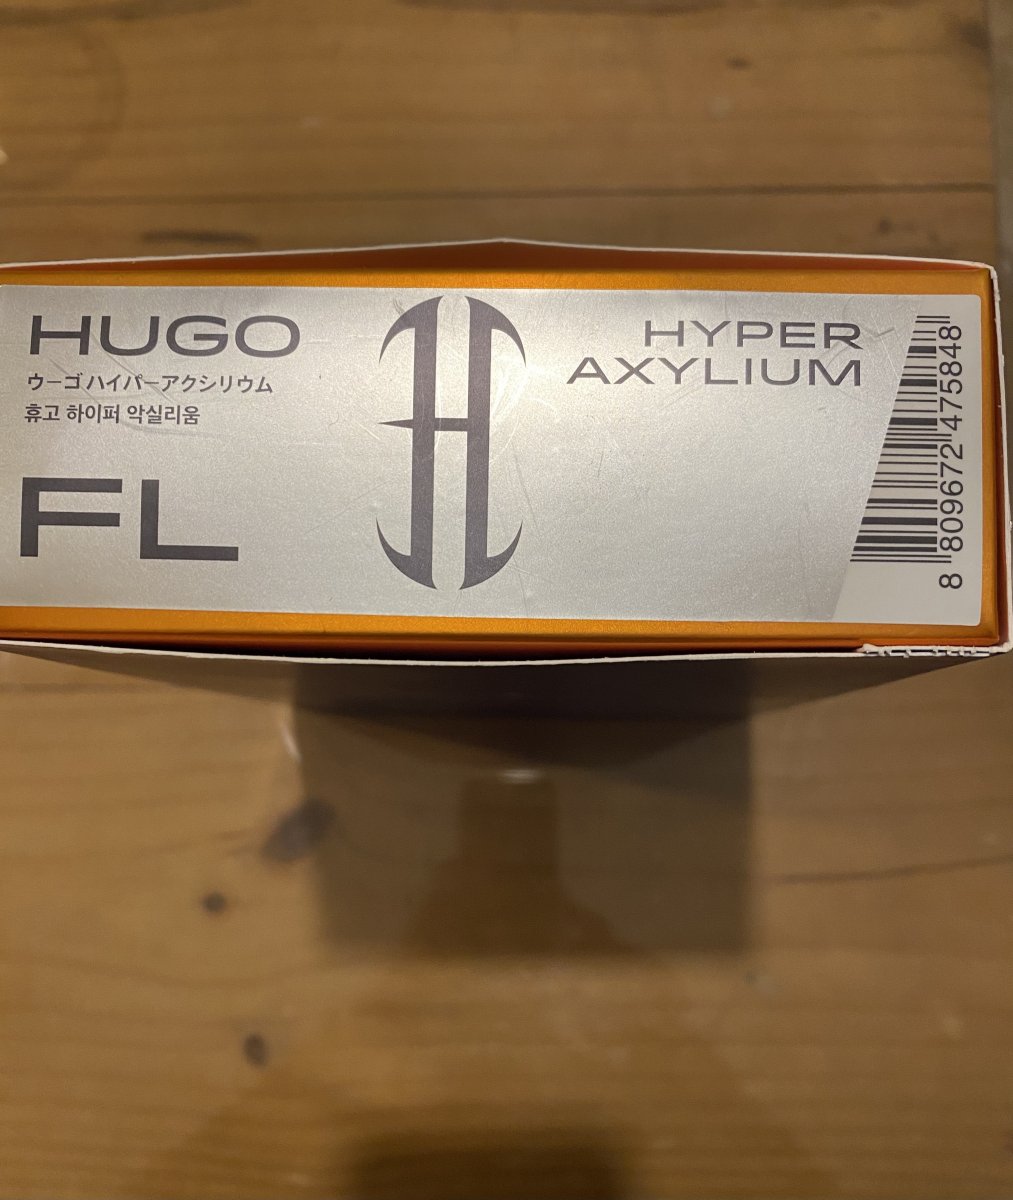 HUGO
ウーゴ ハイパーアクシリウム
휴고 하이퍼 악실리움
FL
H
HYPER
AXYLIUM
8 809672 475848